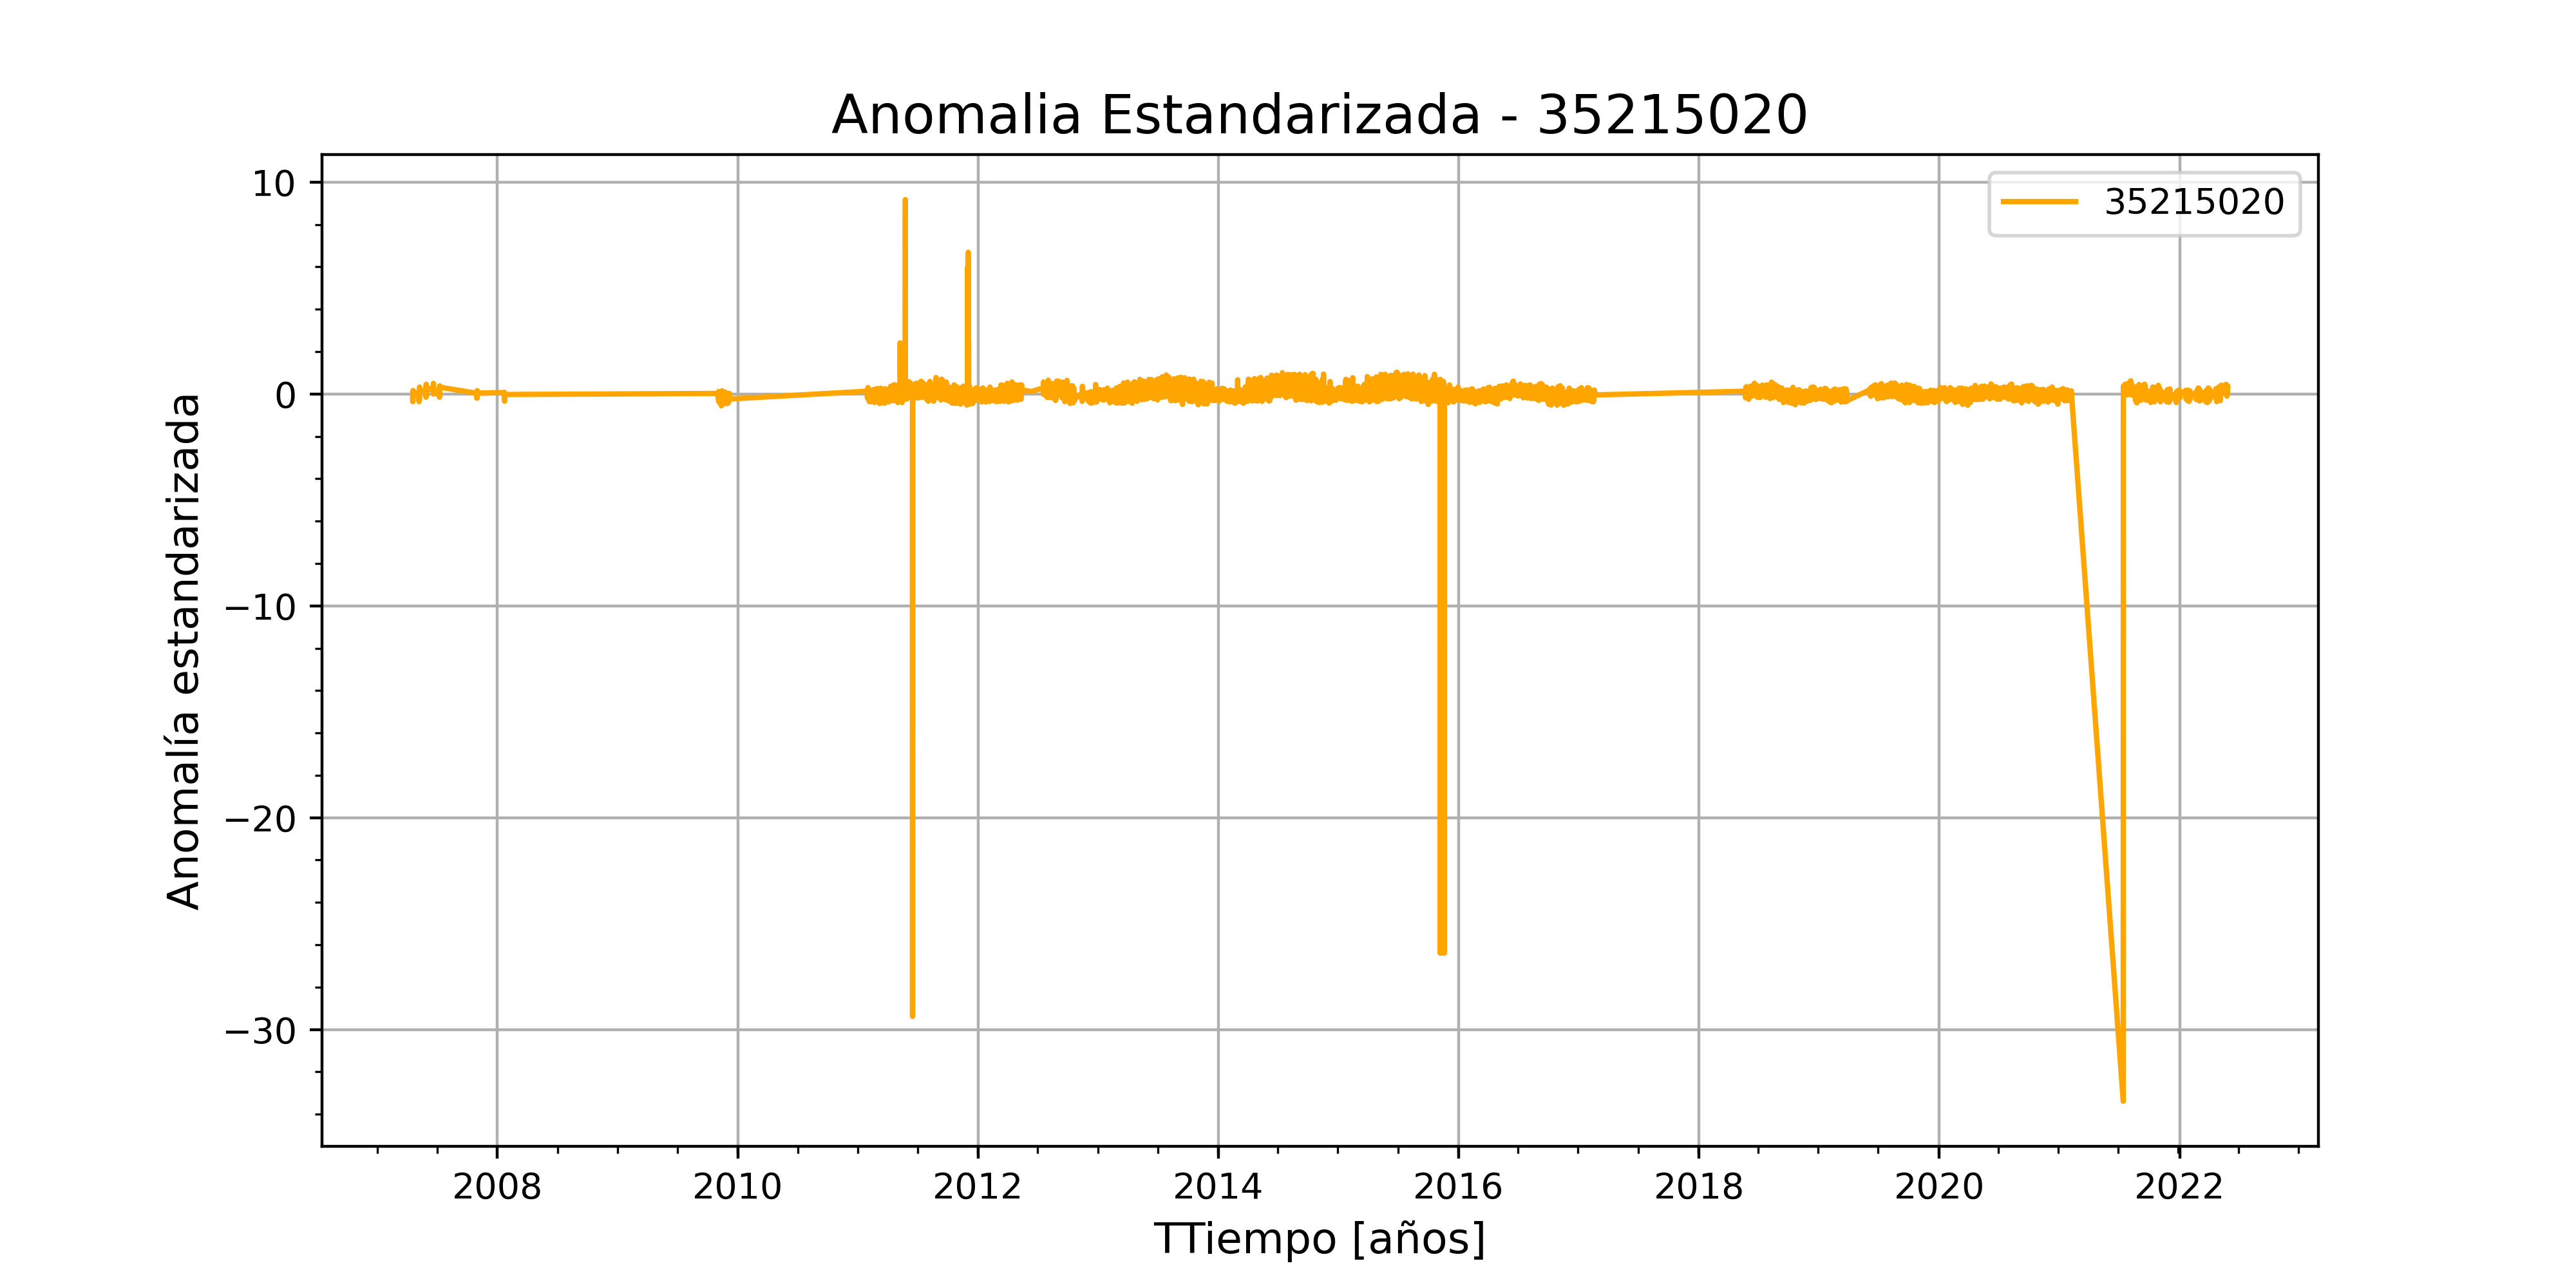 Anomalia Estandarizada - 35215020
35215020
Anomalía estandarizada
10
0
−10
−20
−30
2008 2010 2012 2014 2016 2018 2020 2022
TTiempo [años]